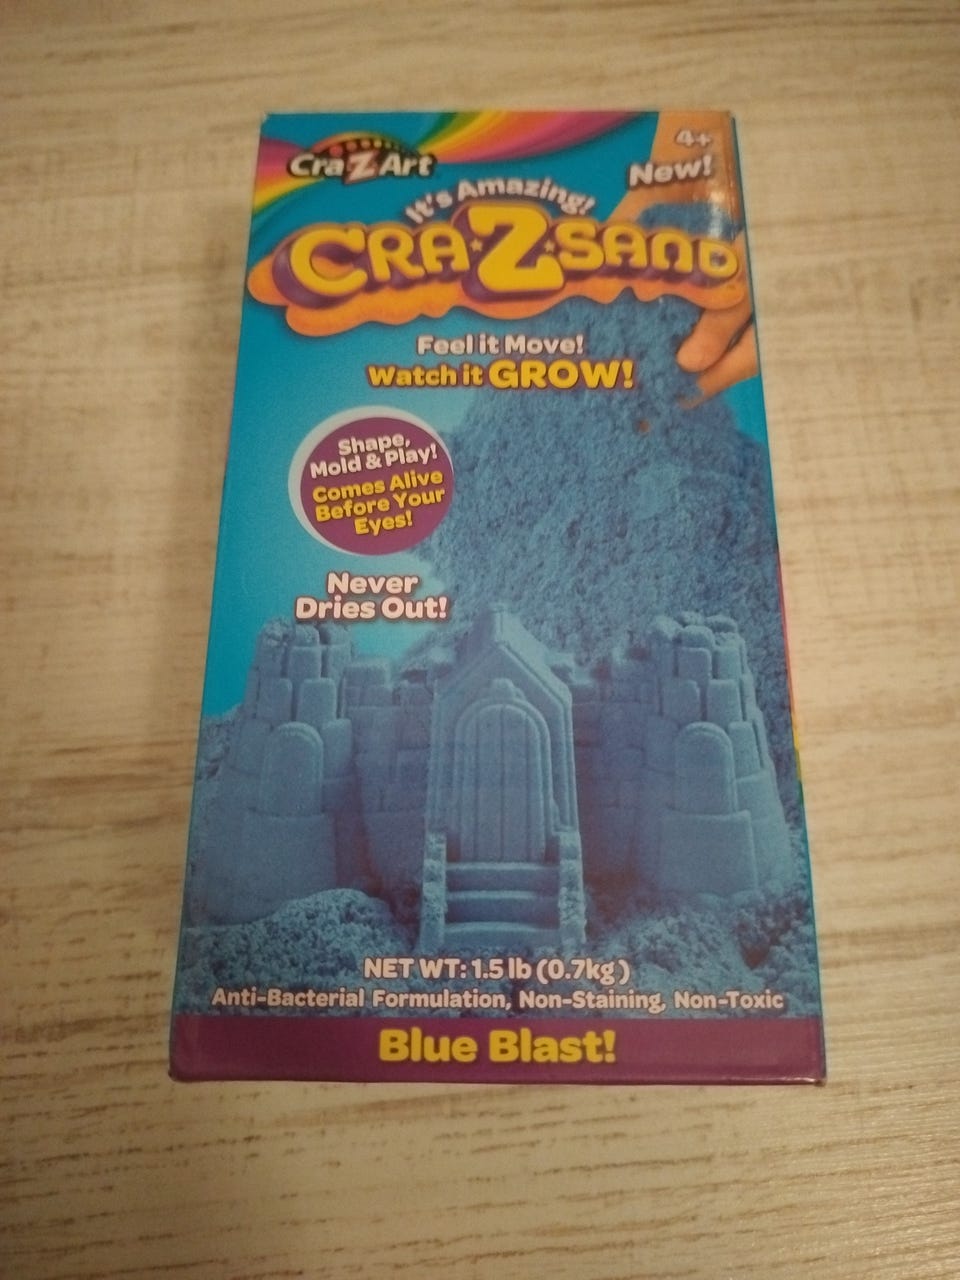 Cra Z Art
4+
New!
It's Amazing!
CRA·Z·SAND
Feel it Move!
Watch it GROW!
Shape,
Mold & Play!
Comes Alive
Before Your
Eyes!
Never
Dries Out!
NET WT: 1.5 lb (0.7kg)
Anti-Bacterial Formulation, Non-Staining, Non-Toxic
Blue Blast!